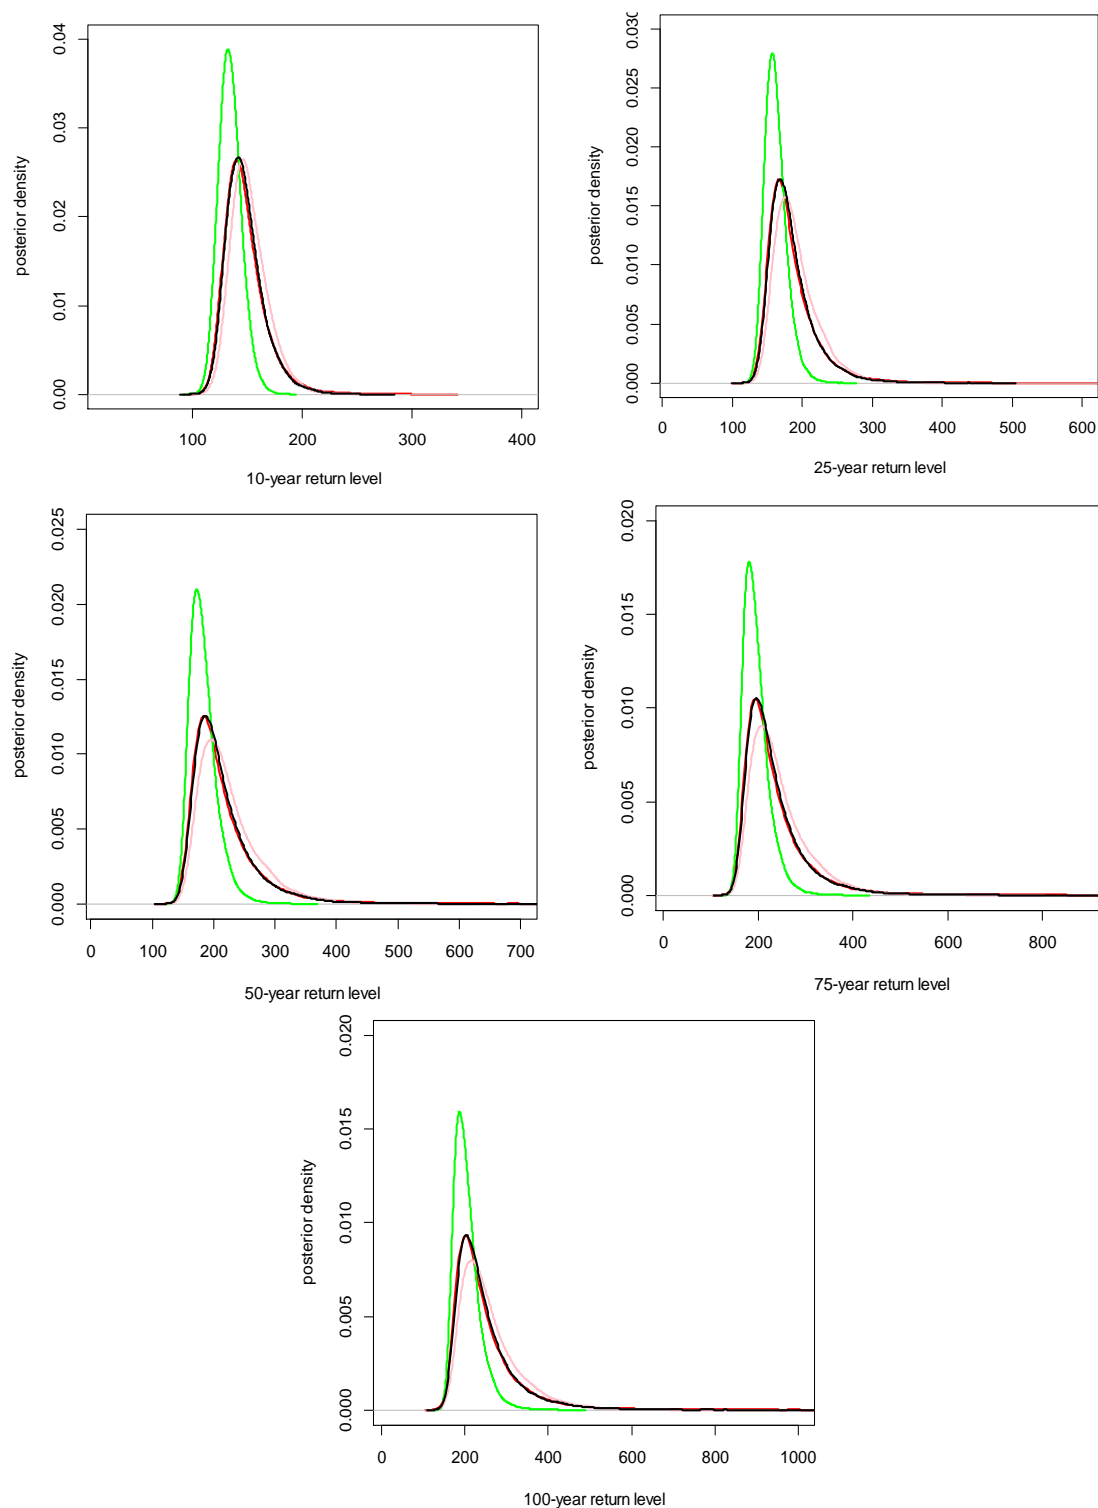 posterior density
0.00 0.01 0.02 0.03 0.04
100 200 300 400
10-year return level
posterior density
0.000 0.005 0.010 0.015 0.020 0.025 0.030
0 100 200 300 400 500 600
25-year return level
posterior density
0.000 0.005 0.010 0.015 0.020 0.025
0 100 200 300 400 500 600 700
50-year return level
posterior density
0.000 0.005 0.010 0.015 0.020
0 200 400 600 800
75-year return level
posterior density
0.000 0.005 0.010 0.015 0.020
0 200 400 600 800 1000
100-year return level